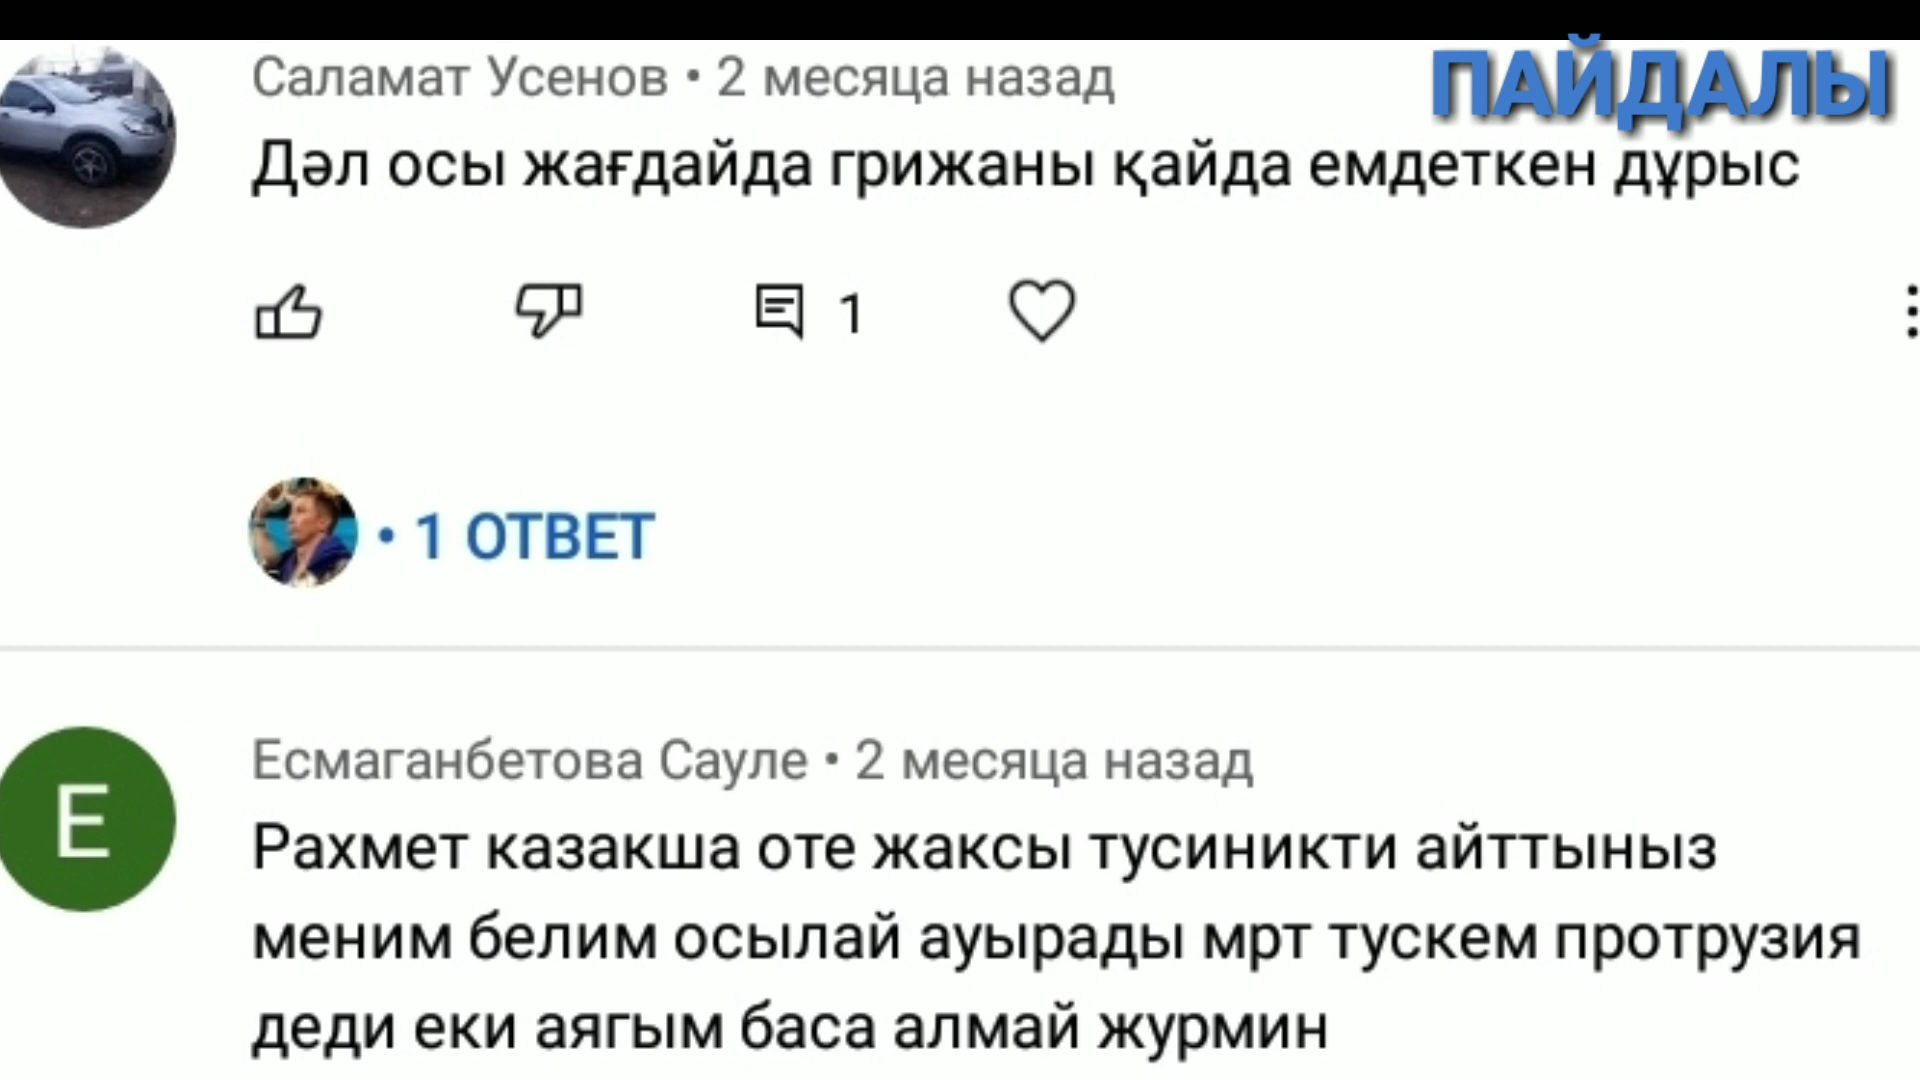 ПАЙДАЛЫ
Саламат Усенов • 2 месяца назад
Дәл осы жағдайда грижаны қайда емдеткен дұрыс
1
• 1 ОТВЕТ
Е
Есмаганбетова Сауле • 2 месяца назад
Рахмет казакша оте жаксы тусиникти айттыныз
меним белим осылай ауырады мрт тускем протрузия
деди еки аягым баса алмай журмин